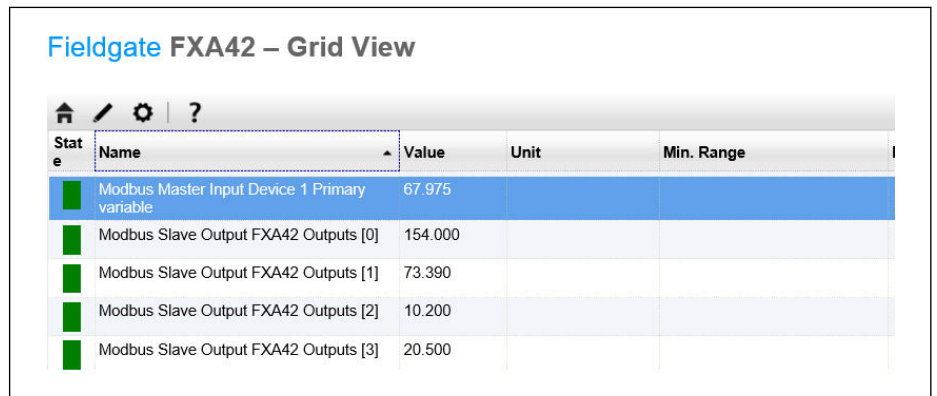 Fieldgate FXA42 – Grid View
?
Stat
e
Name
Value
Unit
Min. Range
Modbus Master Input Device 1 Primary
variable
67.975
Modbus Slave Output FXA42 Outputs [0] 154.000
Modbus Slave Output FXA42 Outputs [1] 73.390
Modbus Slave Output FXA42 Outputs [2] 10.200
Modbus Slave Output FXA42 Outputs [3] 20.500